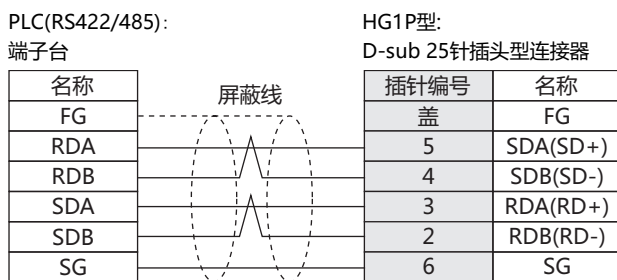 PLC(RS422/485)：
端子台
HG1P型:
D-sub 25针插头型连接器
名称
屏蔽线
插针编号 名称
FG
盖 FG
RDA
5 SDA(SD+)
RDB
4 SDB(SD-)
SDA
3 RDA(RD+)
SDB
2 RDB(RD-)
SG
6 SG